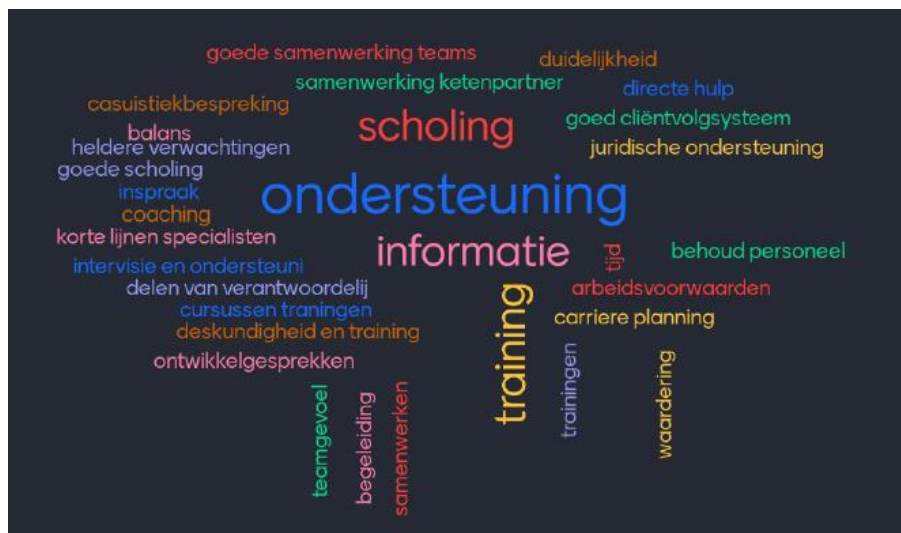 goede samenwerking teams
duidelijkheid
samenwerking ketenpartner
directe hulp
casuistiekbespreking
scholing
goed cliëntvolgsysteem
balans
heldere verwachtingen
juridische ondersteuning
goede scholing
inspraak
ondersteuning
coaching
korte lijnen specialisten
informatie
tijd
behoud personeel
intervisie en ondersteuni
delen van verantwoordelij
arbeidsvoorwaarden
cursussen traningen
training
carriere planning
deskundigheid en training
ontwikkelgesprekken
trainingen
waardering
teamgevoel
begeleiding
samenwerken